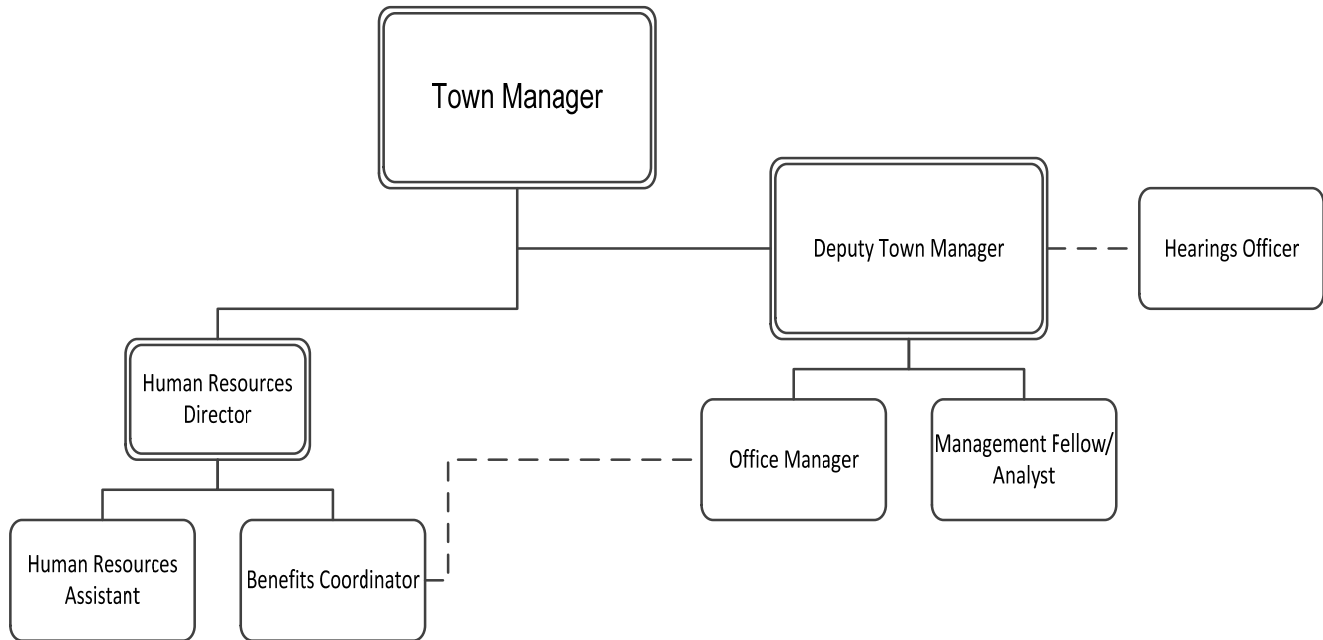 Town Manager
Deputy Town Manager
Hearings Officer
Human Resources
Director
Office Manager
Management Fellow/
Analyst
Human Resources
Assistant
Benefits Coordinator